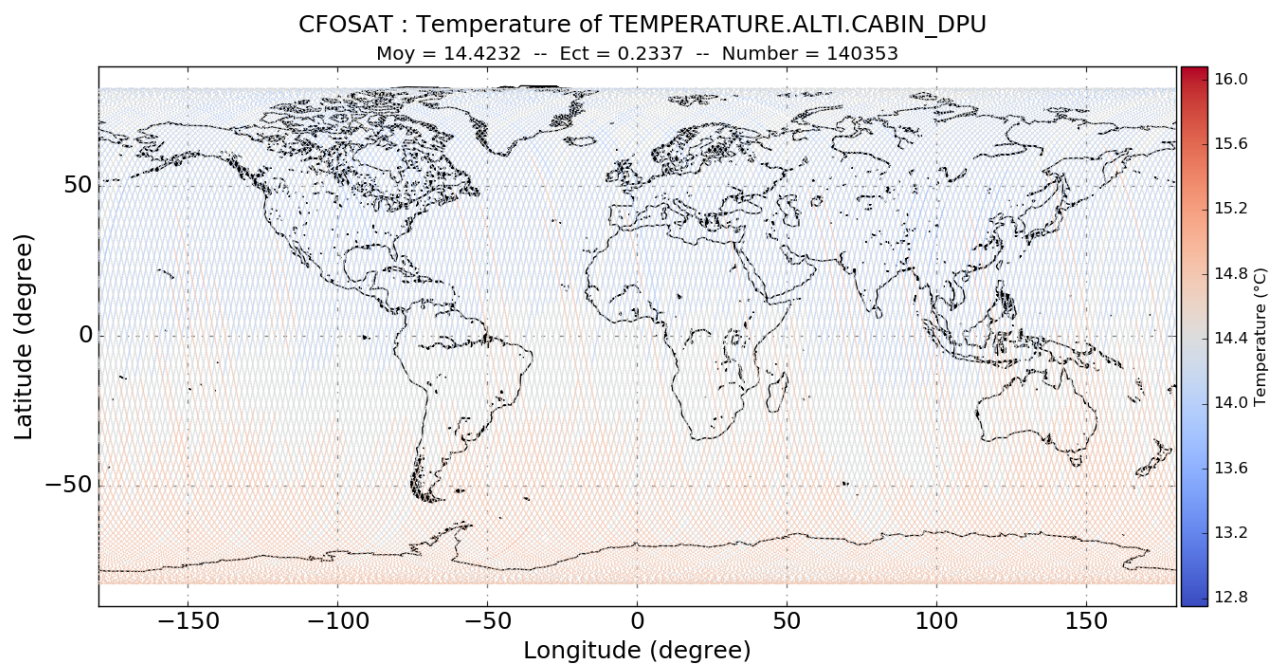 CFOSAT : Temperature of TEMPERATURE.ALTI.CABIN_DPU
Moy = 14.4232 -- Ect = 0.2337 -- Number = 140353
50
0
−50
Latitude (degree)
−150 −100 −50 0 50 100 150
Longitude (degree)
16.0
15.6
15.2
14.8
14.4
14.0
13.6
13.2
12.8
Temperature (°C)